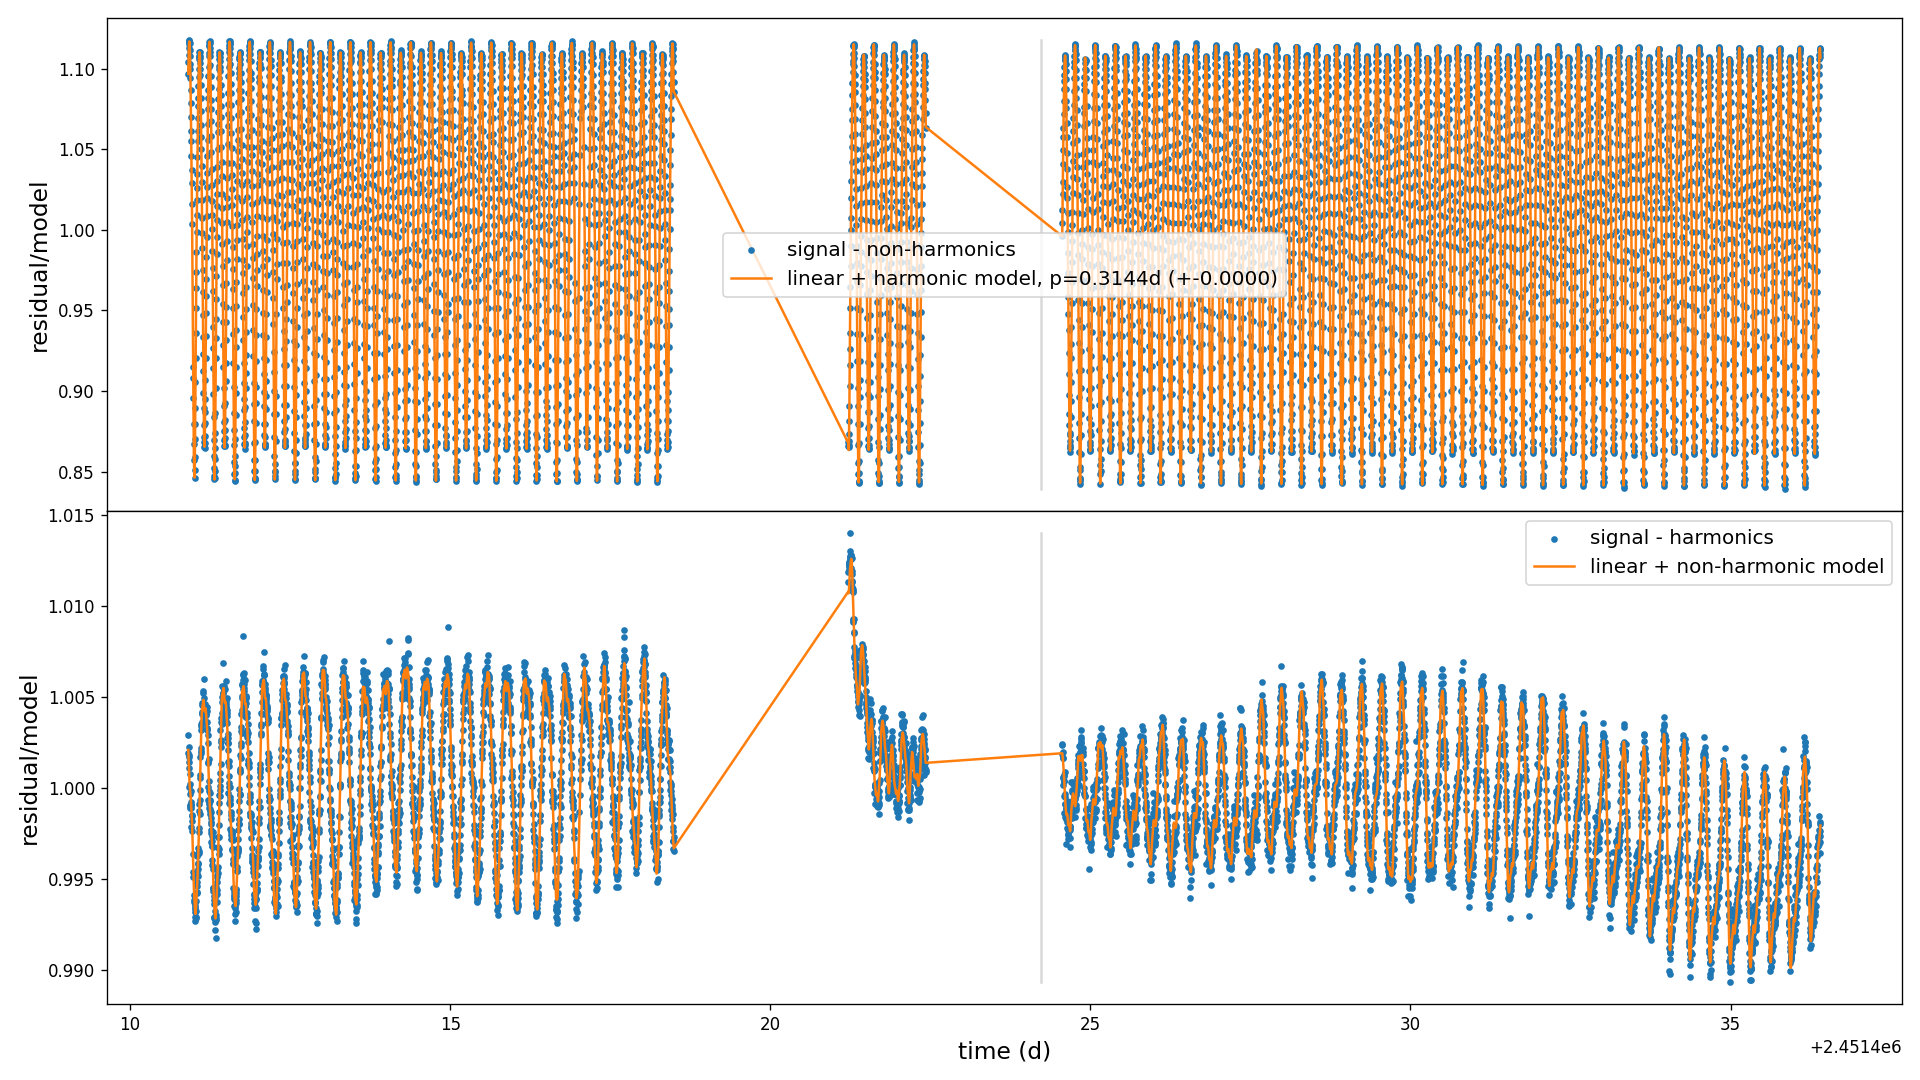 1.10
1.05
1.00
0.95
0.90
0.85
residual/model
signal - non-harmonics
linear + harmonic model, p=0.3144d (+-0.0000)
1.015
1.010
1.005
1.000
0.995
0.990
residual/model
signal - harmonics
linear + non-harmonic model
10
15
20
25
30
35
time (d)
+2.4514e6